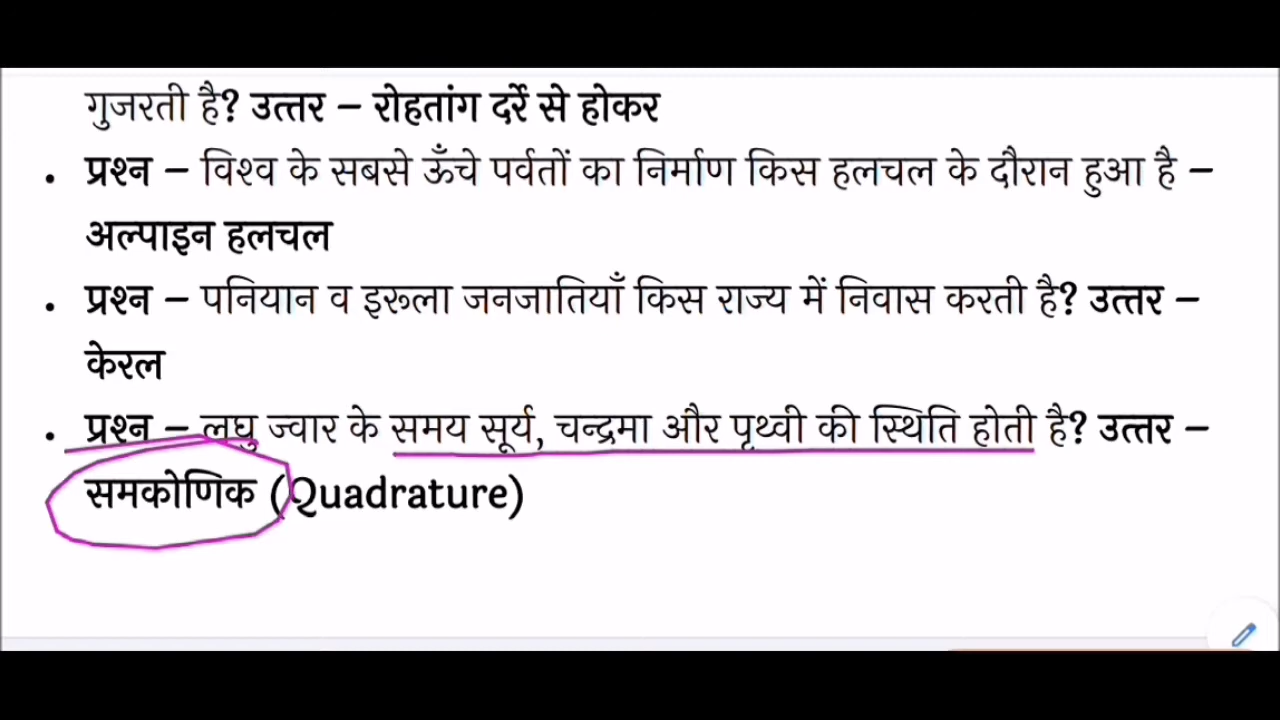 गुजरती है? उत्तर – रोहतांग दर्रे से होकर
• प्रश्न – विश्व के सबसे ऊँचे पर्वतों का निर्माण किस हलचल के दौरान हुआ है –
अल्पाइन हलचल
• प्रश्न – पनियान व इरूला जनजातियाँ किस राज्य में निवास करती है? उत्तर –
केरल
• प्रश्न – लघु ज्वार के समय सूर्य, चन्द्रमा और पृथ्वी की स्थिति होती है? उत्तर –
समकोणिक (Quadrature)